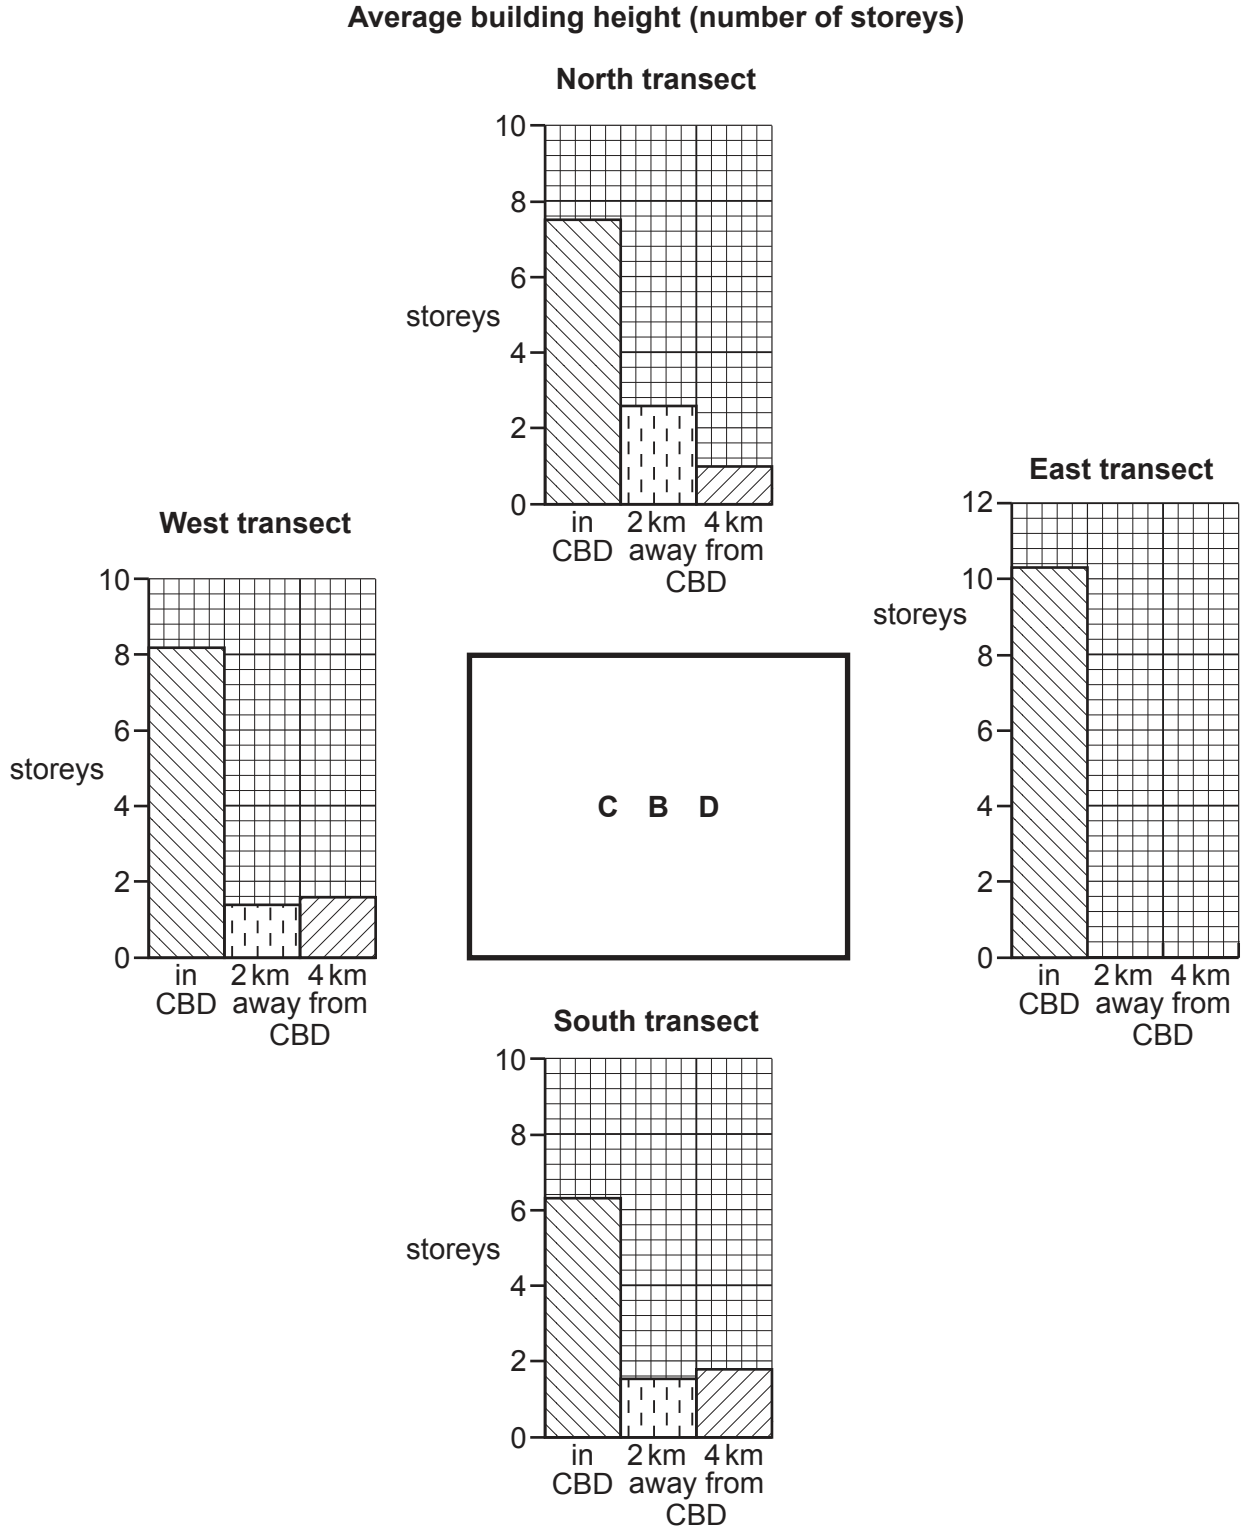 Average building height (number of storeys)
North transect
10
8
6
storeys
4
2
0
in 2 km 4 km
CBD away from
CBD
West transect
10
8
6
storeys
4
2
0
in 2 km 4 km
CBD away from
CBD
C B D
East transect
12
10
storeys
8
6
4
2
0
in 2 km 4 km
CBD away from
CBD
South transect
10
8
6
storeys
4
2
0
in 2 km 4 km
CBD away from
CBD